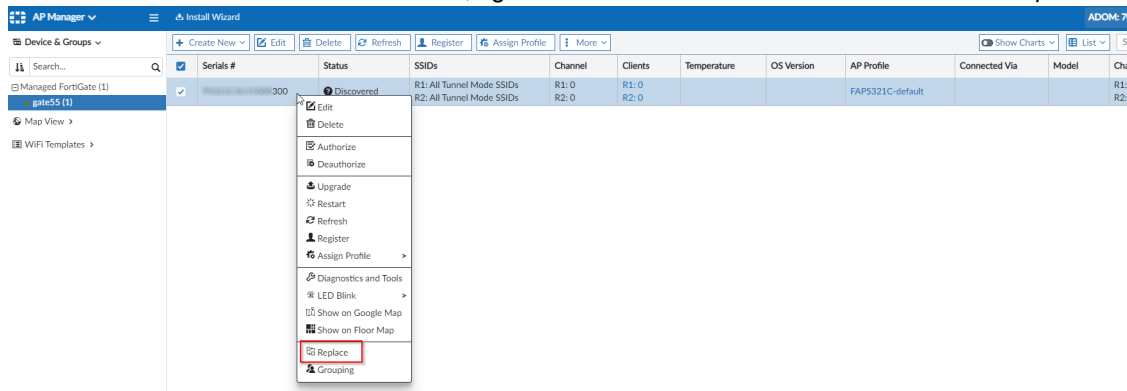 AP Manager
Install Wizard
ADOM: 7
Device & Groups
Create New Edit Delete Refresh Register Assign Profile More Show Charts List
Search...
Serials # Status SSIDs Channel Clients Temperature OS Version AP Profile Connected Via Model
Managed FortiGate (1)
gate55 (1)
300 Discovered R1: All Tunnel Mode SSIDs R1: 0 R1: 0 FAPS321C-default R1:
R2: All Tunnel Mode SSIDs R2: 0 R2: 0 R2:
Map View
WiFi Templates
Edit
Delete
Authorize
Deauthorize
Upgrade
Restart
Refresh
Register
Assign Profile
Diagnostics and Tools
LED Blink
Show on Google Map
Show on Floor Map
Replace
Grouping